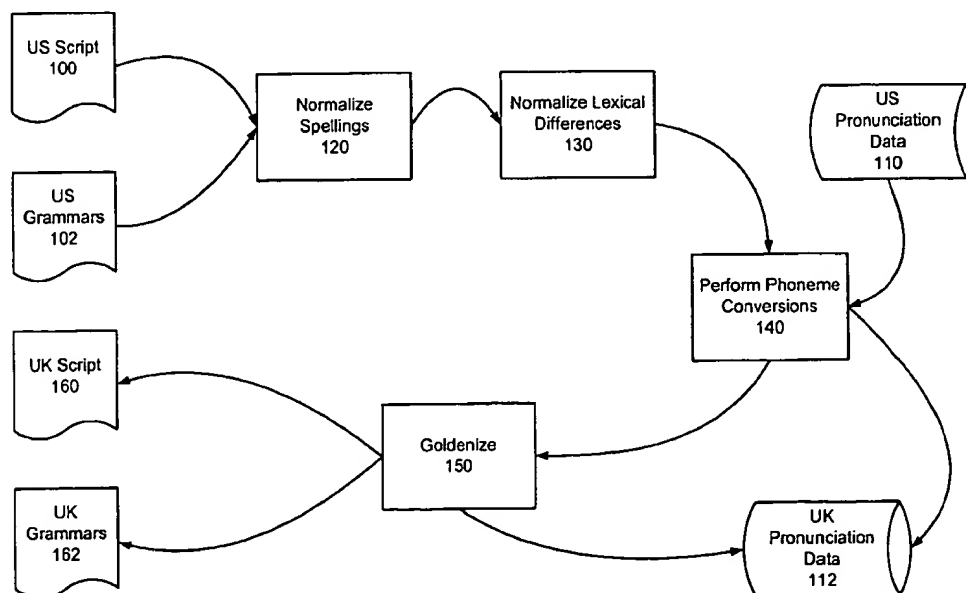 US Script
100
Normalize
Spellings
120
Normalize Lexical
Differences
130
US
Pronunciation
Data
110
US
Grammars
102
Perform Phoneme
Conversions
140
UK Script
160
Goldenize
150
UK
Grammars
162
UK
Pronunciation
Data
112